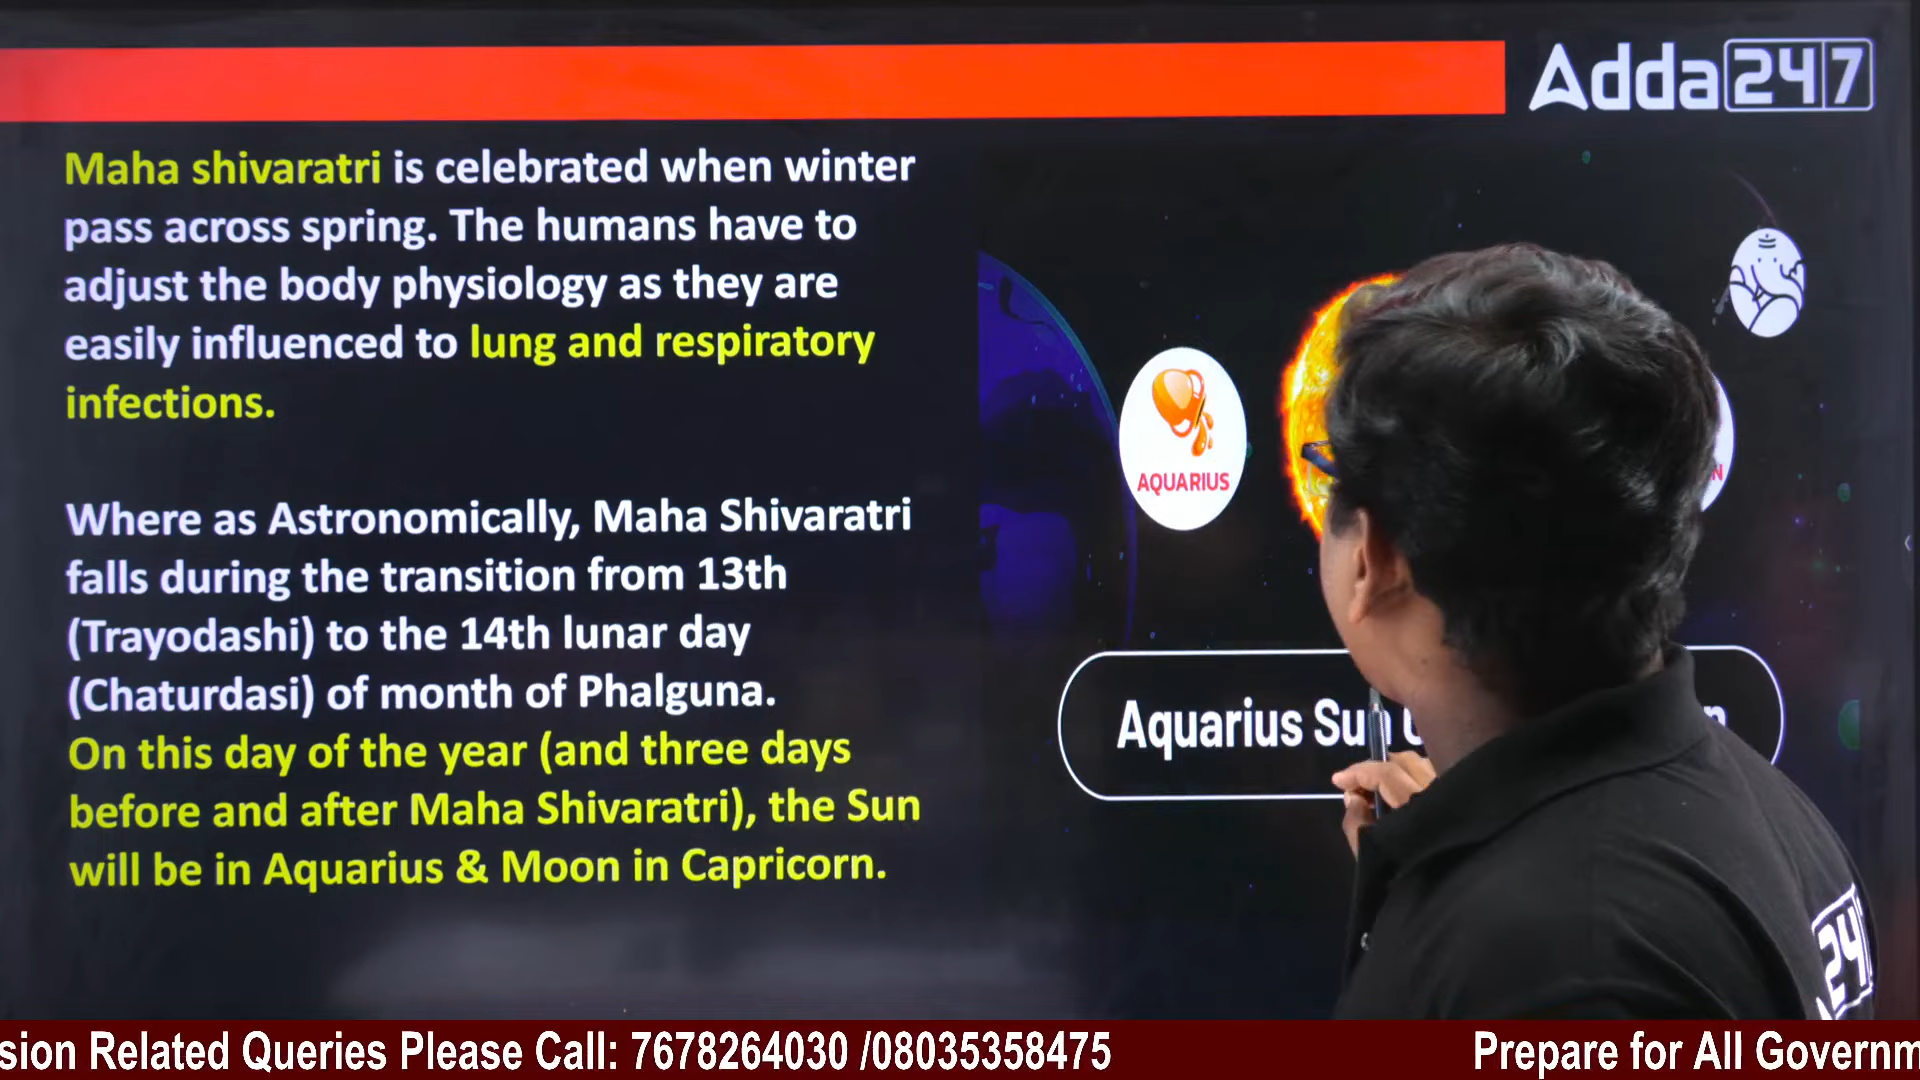 Adda247
Maha shivaratri is celebrated when winter
pass across spring. The humans have to
adjust the body physiology as they are
easily influenced to lung and respiratory
infections.
Where as Astronomically, Maha Shivaratri
falls during the transition from 13th
(Trayodashi) to the 14th lunar day
(Chaturdasi) of month of Phalguna.
On this day of the year (and three days
before and after Maha Shivaratri), the Sun
will be in Aquarius & Moon in Capricorn.
AQUARIUS
N
Aquarius Sun
24
sion Related Queries Please Call: 7678264030 /08035358475
Prepare for All Governm